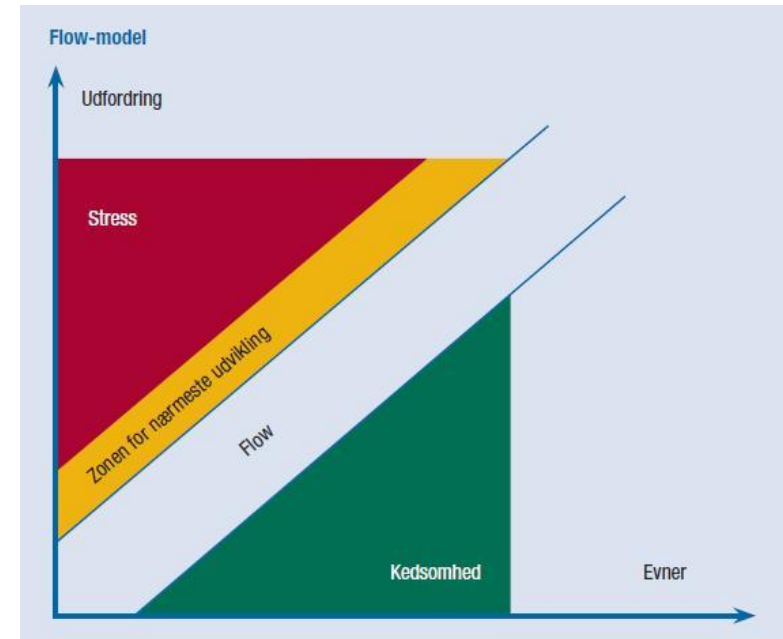 Flow-model
Udfordring
Stress
Zonen for nærmeste udvikling
Flow
Kedsomhed
Evner